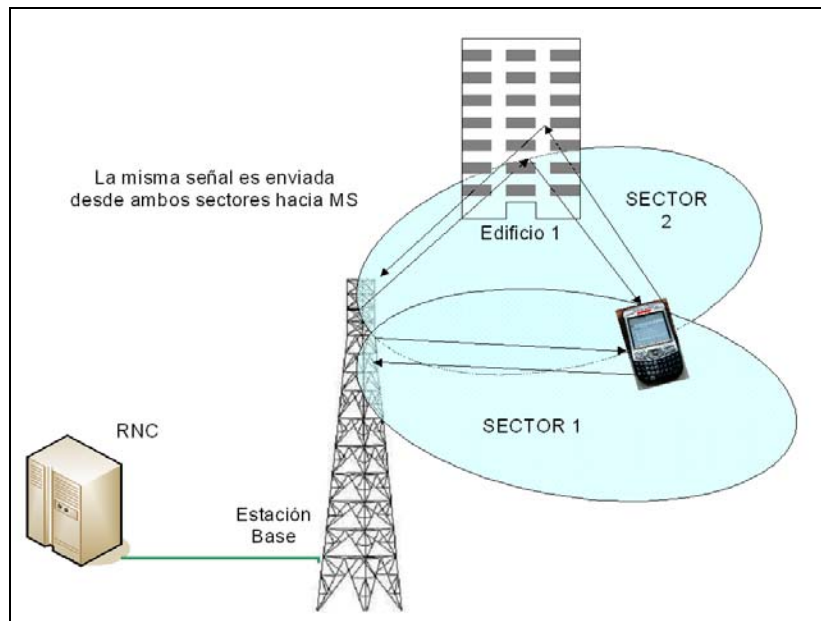 La misma señal es enviada
desde ambos sectores hacia MS
Edificio 1
SECTOR
2
SECTOR 1
RNC
Estación
Base